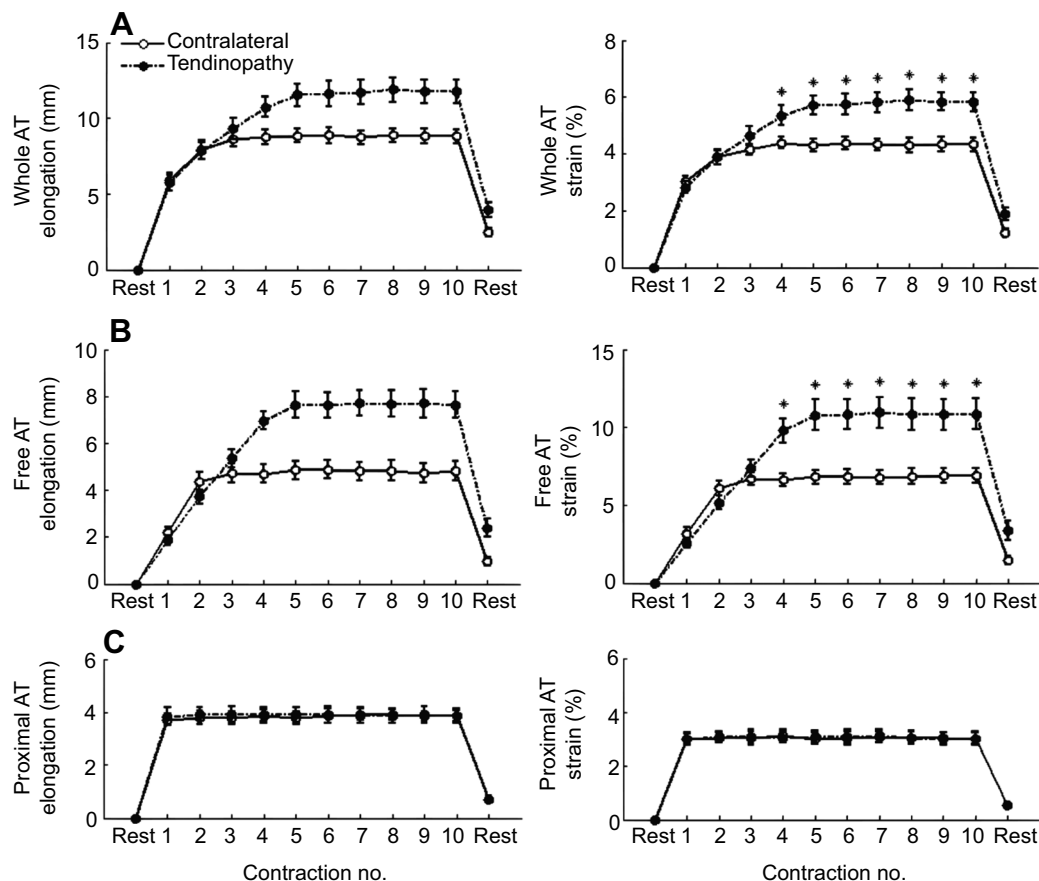 A
Contralateral
Tendinopathy
Whole AT
elongation (mm)
15
10
5
0
Rest 1 2 3 4 5 6 7 8 9 10 Rest
Whole AT
strain (%)
8
6
4
2
0
* * * * * * *
Rest 1 2 3 4 5 6 7 8 9 10 Rest
B
Free AT
elongation (mm)
10
8
6
4
2
0
Rest 1 2 3 4 5 6 7 8 9 10 Rest
Free AT
strain (%)
15
10
5
0
* * * * * * *
Rest 1 2 3 4 5 6 7 8 9 10 Rest
C
Proximal AT
elongation (mm)
6
4
2
0
Rest 1 2 3 4 5 6 7 8 9 10 Rest
Contraction no.
Proximal AT
strain (%)
6
4
2
0
Rest 1 2 3 4 5 6 7 8 9 10 Rest
Contraction no.